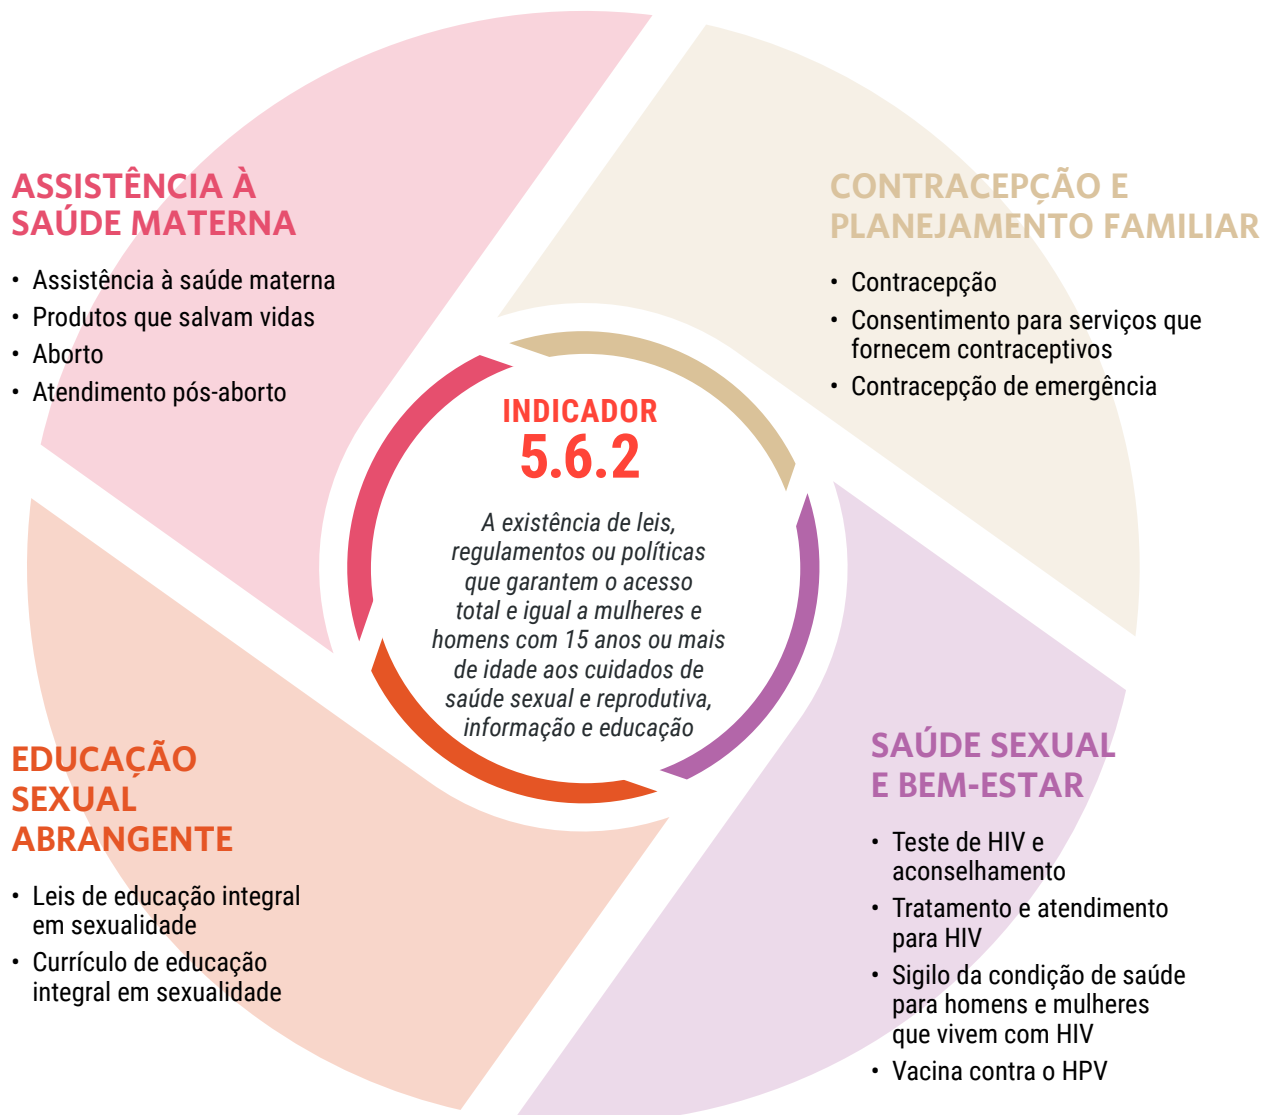 ASSISTÊNCIA À
SAÚDE MATERNA
• Assistência à saúde materna
• Produtos que salvam vidas
• Aborto
• Atendimento pós-aborto
CONTRACEPÇÃO E
PLANEJAMENTO FAMILIAR
• Contracepção
• Consentimento para serviços que
fornecem contraceptivos
• Contracepção de emergência
INDICADOR
5.6.2
A existência de leis,
regulamentos ou políticas
que garantem o acesso
total e igual a mulheres e
homens com 15 anos ou mais
de idade aos cuidados de
saúde sexual e reprodutiva,
informação e educação
EDUCAÇÃO
SEXUAL
ABRANGENTE
• Leis de educação integral
em sexualidade
• Currículo de educação
integral em sexualidade
SAÚDE SEXUAL
E BEM-ESTAR
• Teste de HIV e
aconselhamento
• Tratamento e atendimento
para HIV
• Sigilo da condição de saúde
para homens e mulheres
que vivem com HIV
• Vacina contra o HPV